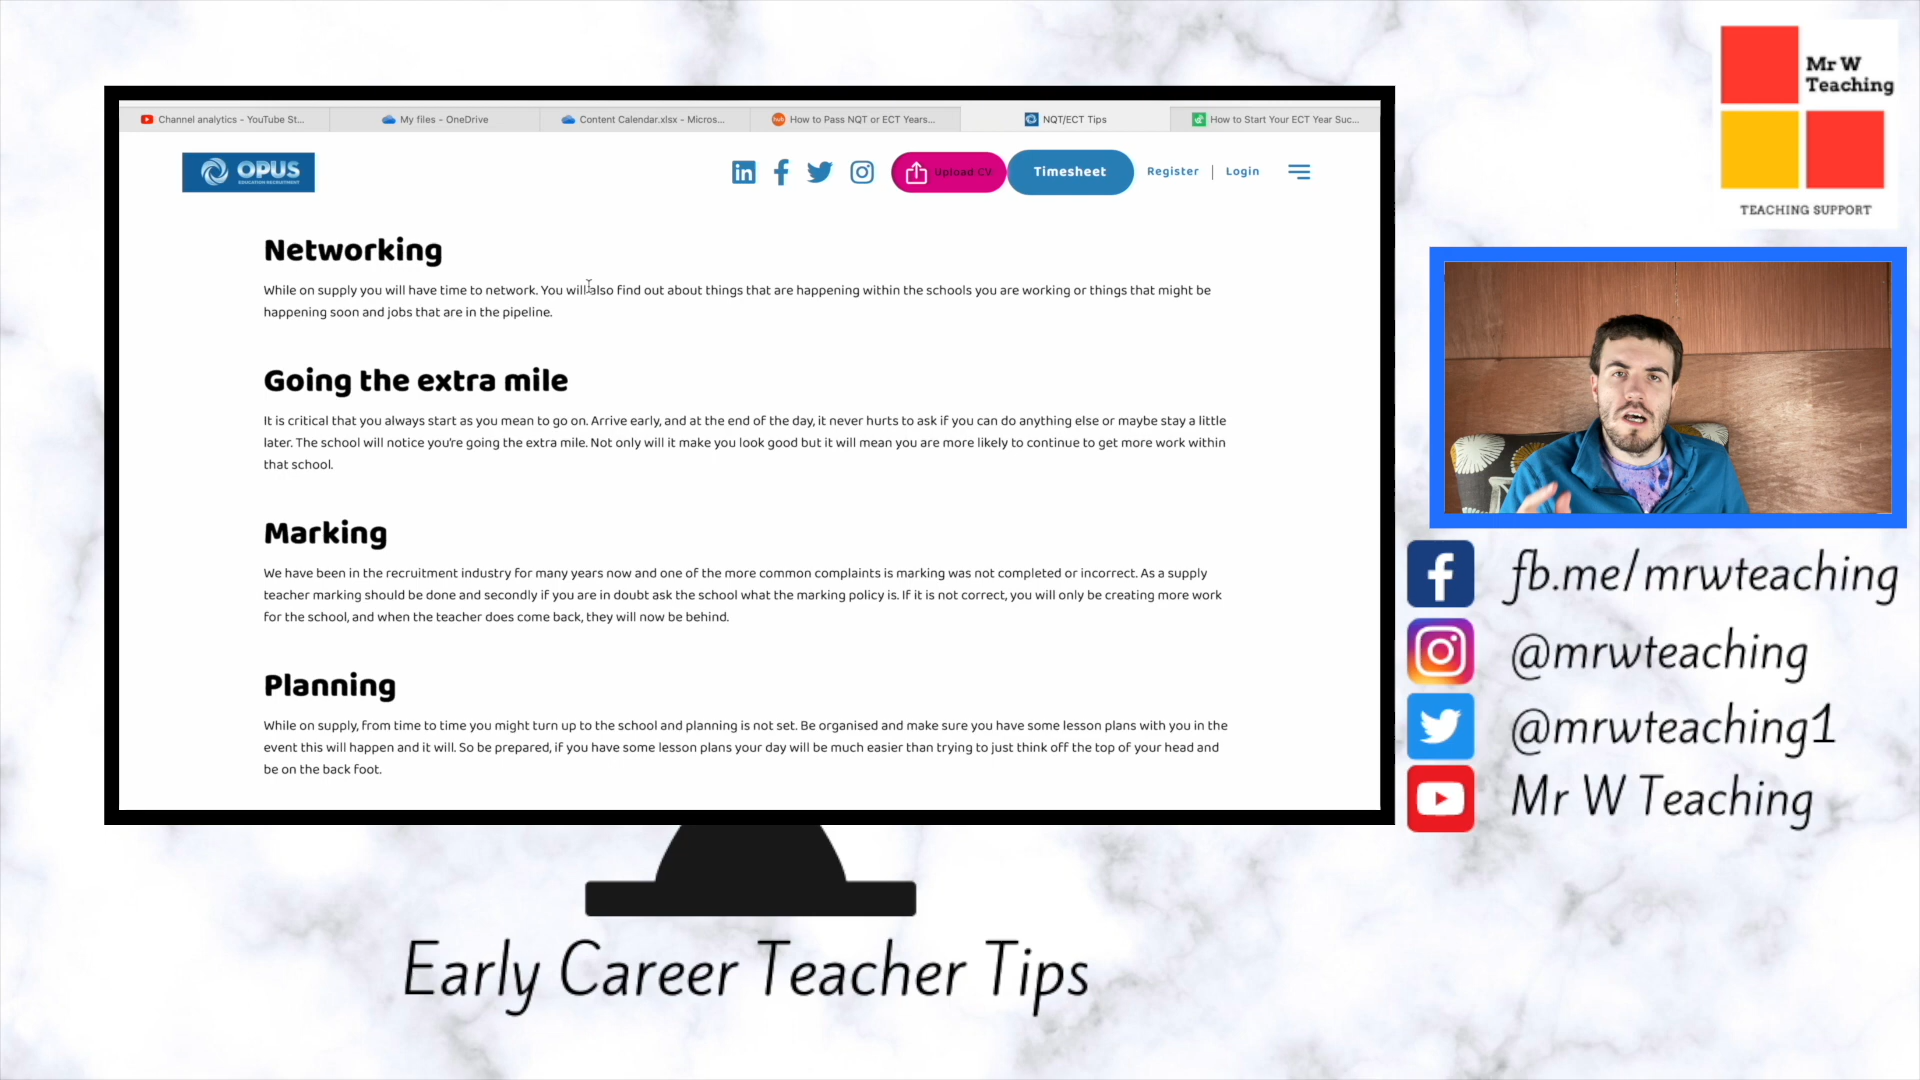 Mr W
Teaching
TEACHING SUPPORT
Channel analytics - YouTube St...
My files - OneDrive
Content Calendar.xlsx - Micros...
How to Pass NQT or ECT Years...
NQT/ECT Tips
How to Start Your ECT Year Suc...
OPUS
EDUCATION RECRUITMENT
Upload CV
Timesheet
Register | Login
Networking
While on supply you will have time to network. You will also find out about things that are happening within the schools you are working or things that might be
happening soon and jobs that are in the pipeline.
Going the extra mile
It is critical that you always start as you mean to go on. Arrive early, and at the end of the day, it never hurts to ask if you can do anything else or maybe stay a little
later. The school will notice you're going the extra mile. Not only will it make you look good but it will mean you are more likely to continue to get more work within
that school.
Marking
We have been in the recruitment industry for many years now and one of the more common complaints is marking was not completed or incorrect. As a supply
teacher marking should be done and secondly if you are in doubt ask the school what the marking policy is. If it is not correct, you will only be creating more work
for the school, and when the teacher does come back, they will now be behind.
Planning
While on supply, from time to time you might turn up to the school and planning is not set. Be organised and make sure you have some lesson plans with you in the
event this will happen and it will. So be prepared, if you have some lesson plans your day will be much easier than trying to just think off the top of your head and
be on the back foot.
fb.me/mrwteaching
@mrwteaching
@mrwteaching1
Mr W Teaching
Early Career Teacher Tips